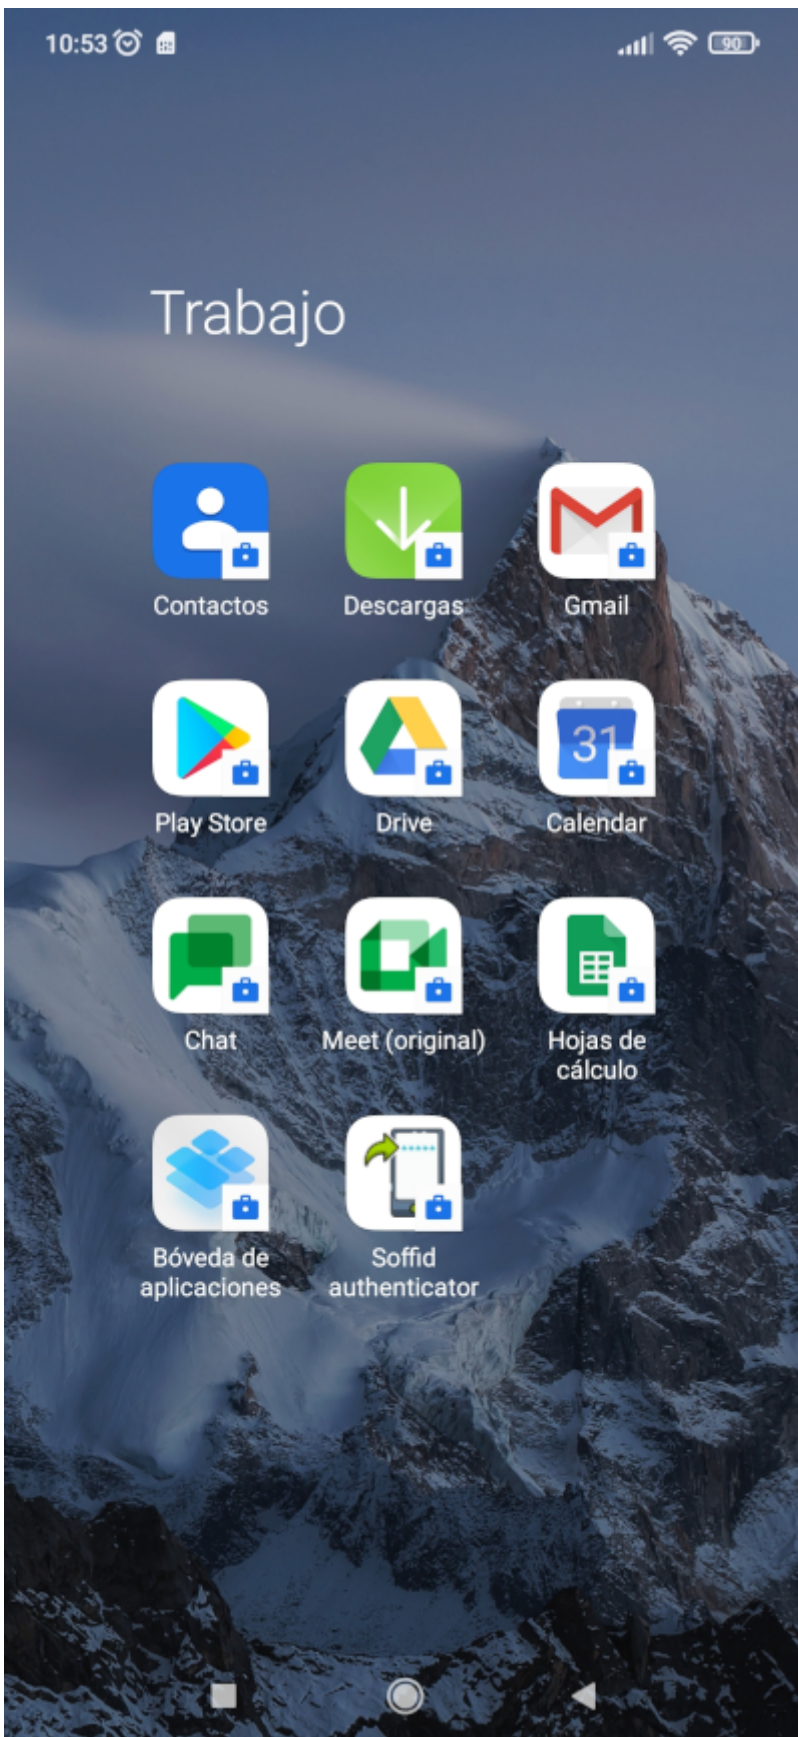 10:53
90
Trabajo
Contactos
Descargas
Gmail
Play Store
Drive
31
Calendar
Chat
Meet (original)
Hojas de
cálculo
Bóveda de
aplicaciones
Soffid
authenticator